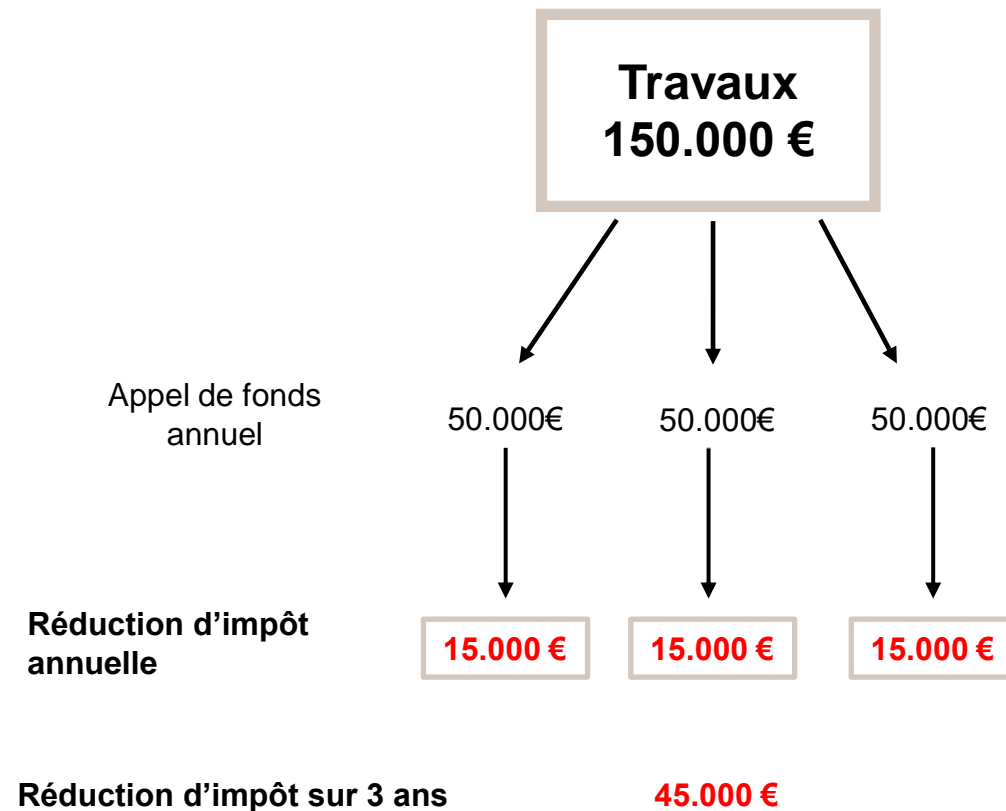 Travaux
150.000 €
Appel de fonds
annuel
50.000€
50.000€
50.000€
Réduction d’impôt
annuelle
15.000 €
15.000 €
15.000 €
Réduction d’impôt sur 3 ans
45.000 €